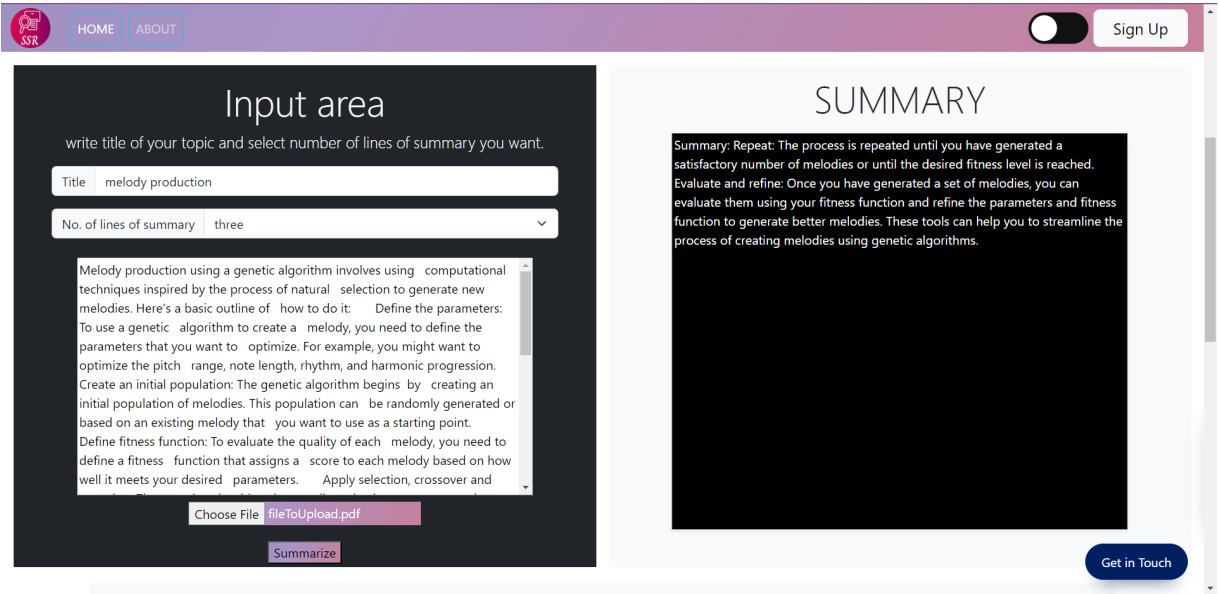 SSR
HOME
ABOUT
Sign Up
Input area
write title of your topic and select number of lines of summary you want.
Title melody production
No. of lines of summary three
Melody production using a genetic algorithm involves using computational
techniques inspired by the process of natural selection to generate new
melodies. Here's a basic outline of how to do it: Define the parameters:
To use a genetic algorithm to create a melody, you need to define the
parameters that you want to optimize. For example, you might want to
optimize the pitch range, note length, rhythm, and harmonic progression.
Create an initial population: The genetic algorithm begins by creating an
initial population of melodies. This population can be randomly generated or
based on an existing melody that you want to use as a starting point.
Define fitness function: To evaluate the quality of each melody, you need to
define a fitness function that assigns a score to each melody based on how
well it meets your desired parameters. Apply selection, crossover and
Choose File fileToUpload.pdf
Summarize
SUMMARY
Summary: Repeat: The process is repeated until you have generated a
satisfactory number of melodies or until the desired fitness level is reached.
Evaluate and refine: Once you have generated a set of melodies, you can
evaluate them using your fitness function and refine the parameters and fitness
function to generate better melodies. These tools can help you to streamline the
process of creating melodies using genetic algorithms.
Get in Touch